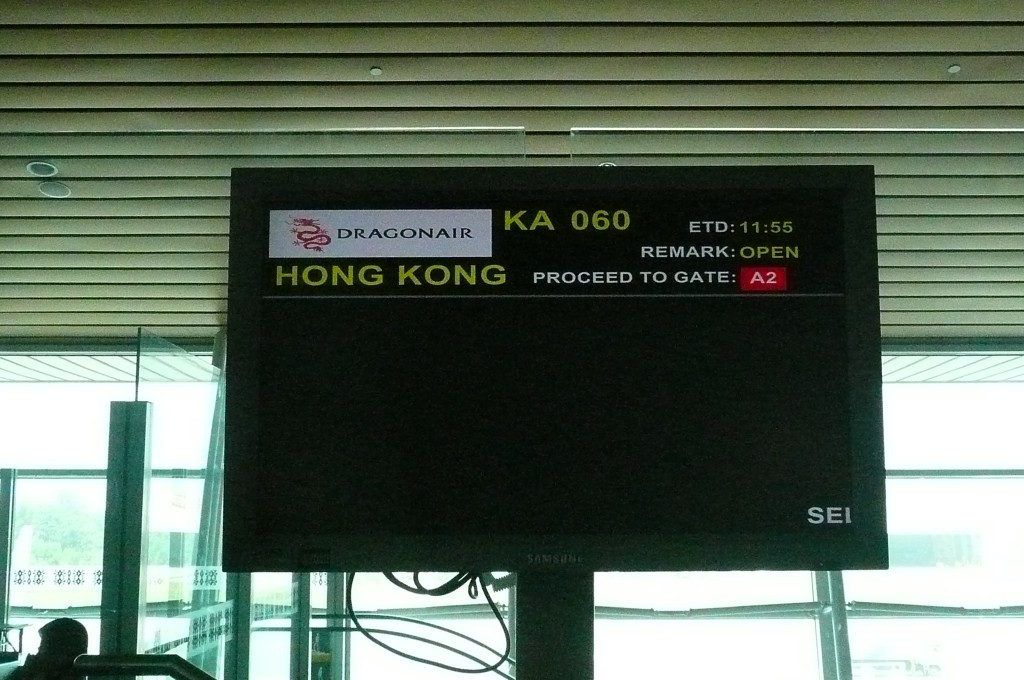 DRAGONAIR KA 060 ETD: 11:55
REMARK: OPEN
HONG KONG PROCEED TO GATE: A2
SEI
SAMSUNG